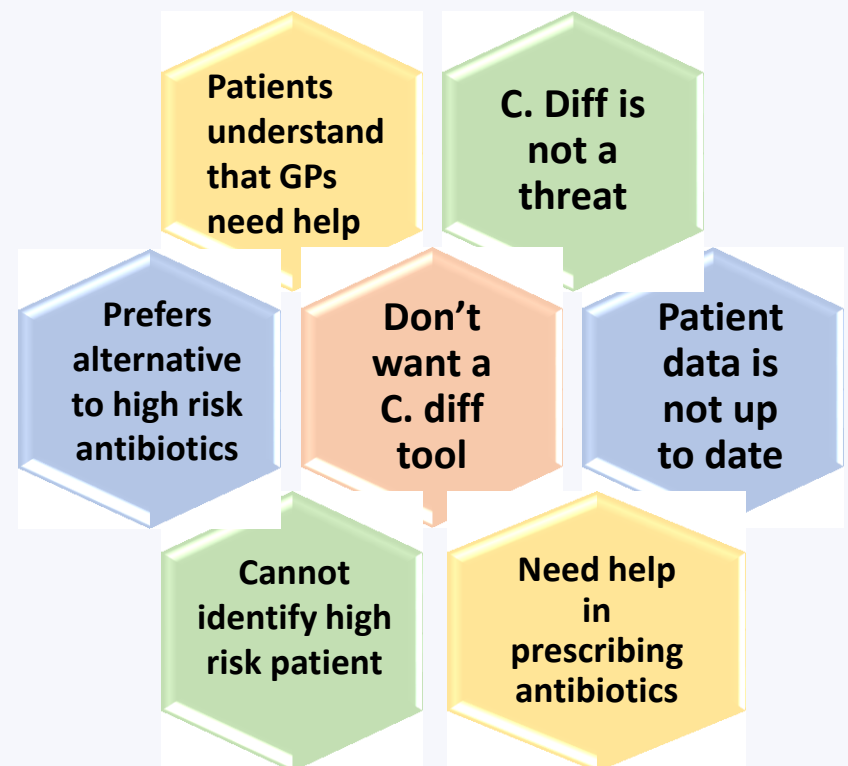 Patients
understand
that GPs
need help
C. Diff is
not a
threat
Prefers
alternative
to high risk
antibiotics
Don’t
want a
C. diff
tool
Patient
data is
not up
to date
Cannot
identify high
risk patient
Need help
in
prescribing
antibiotics